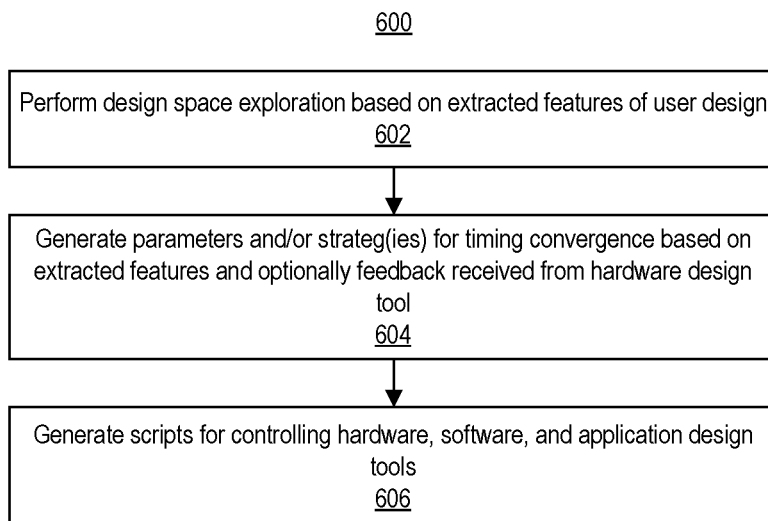 600
Perform design space exploration based on extracted features of user design
602
Generate parameters and/or strateg(ies) for timing convergence based on
extracted features and optionally feedback received from hardware design
tool
604
Generate scripts for controlling hardware, software, and application design
tools
606